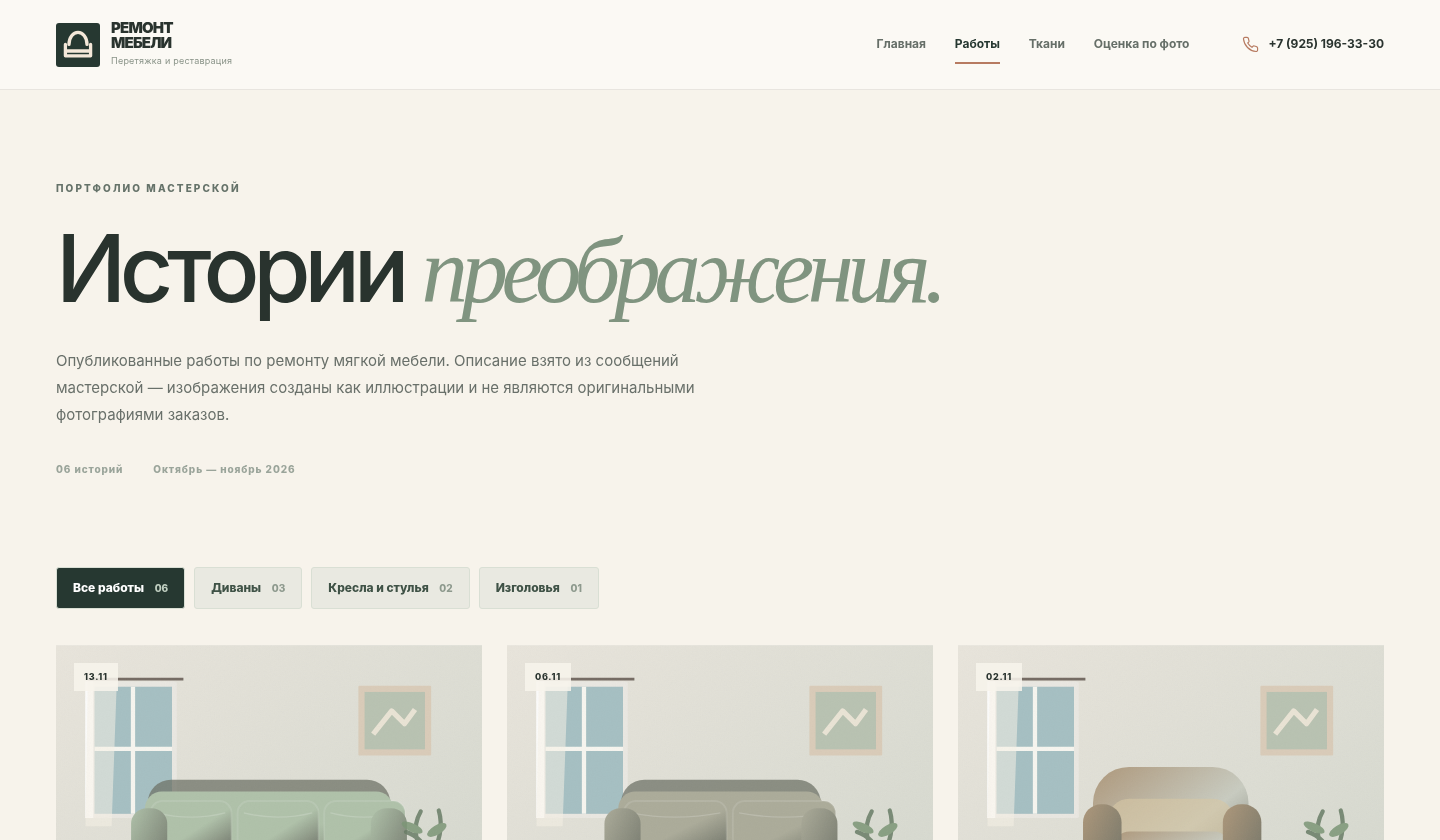 РЕМОНТ
МЕБЕЛИ
Перетяжка и реставрация
Главная
Работы
Ткани
Оценка по фото
+7 (925) 196-33-30
ПОРТФОЛИО МАСТЕРСКОЙ
Истории преображения.
Опубликованные работы по ремонту мягкой мебели. Описание взято из сообщений
мастерской — изображения созданы как иллюстрации и не являются оригинальными
фотографиями заказов.
06 историй
Октябрь — ноябрь 2026
Все работы 06
Диваны 03
Кресла и стулья 02
Изголовья 01
13.11
06.11
02.11